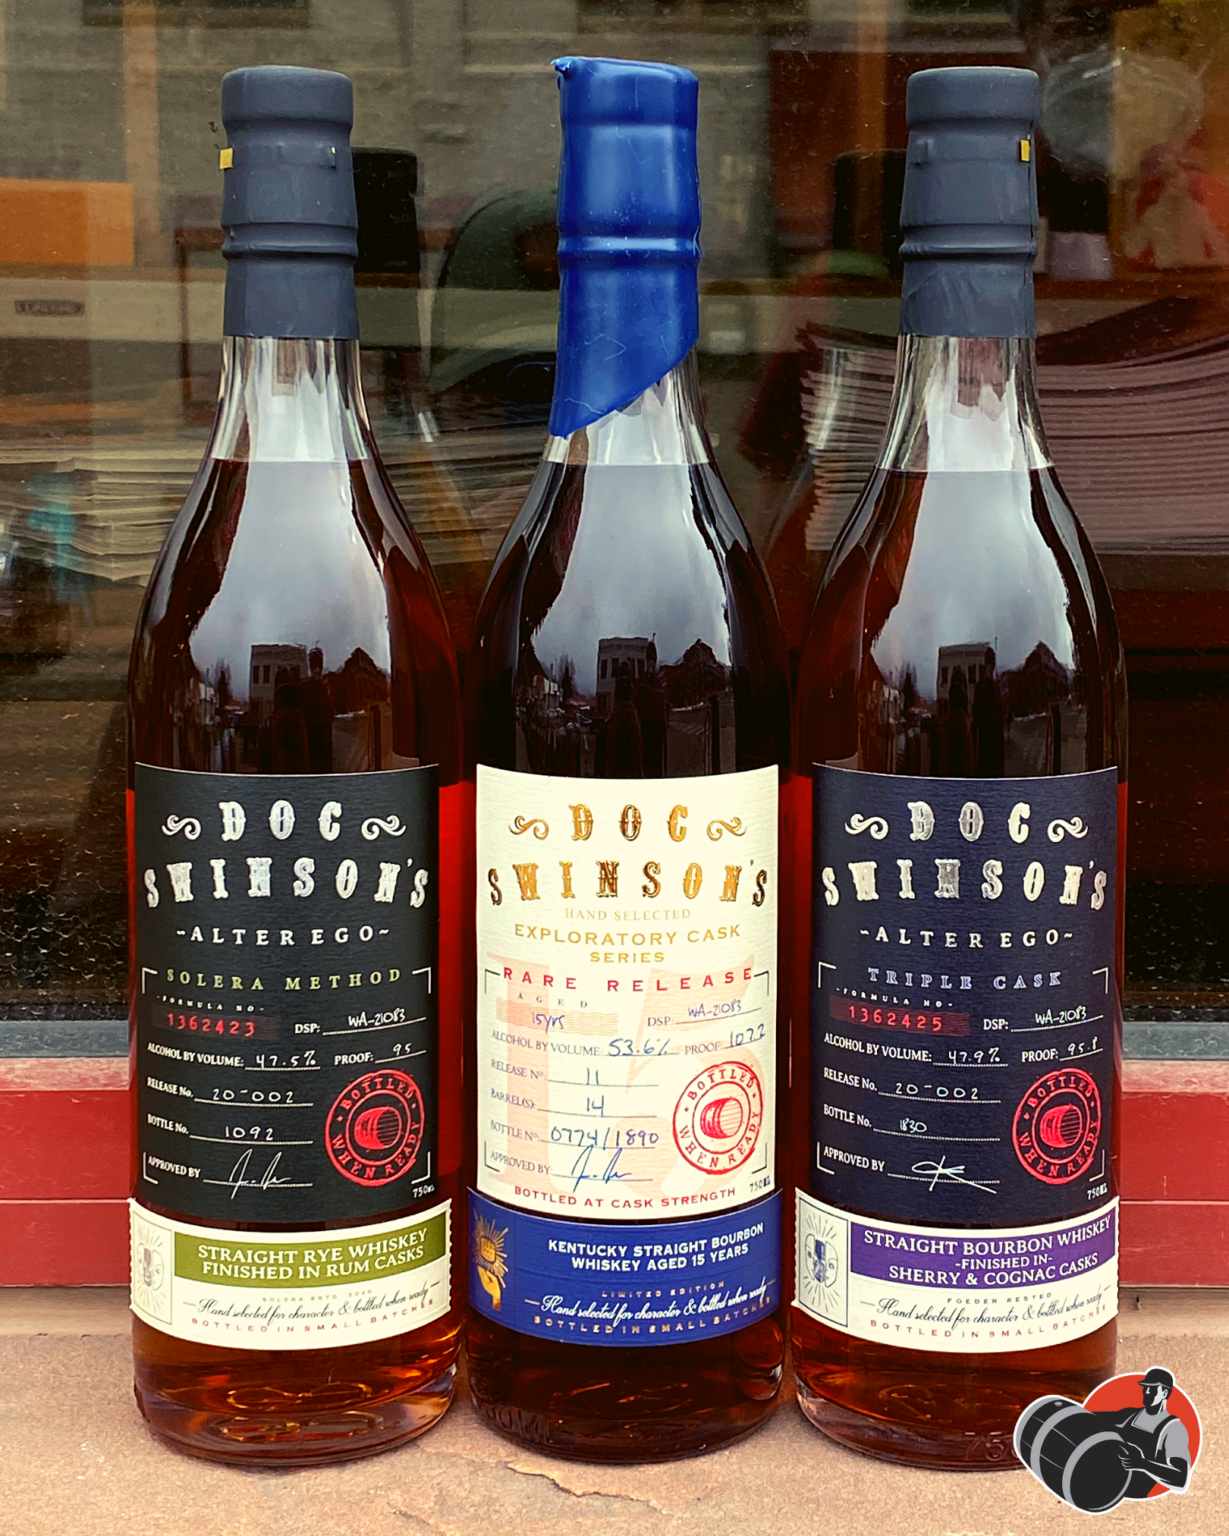 DOC
SWINSON'S
~ALTER EGO~
SOLERA METHOD
-FORMULA NO-
1362423
DSP: WA-21083
ALCOHOL BY VOLUME: 47.5% PROOF: 95
RELEASE No. 20-002
BOTTLE No. 1092
APPROVED BY
BOTTLED
WHEN READY
750ML
STRAIGHT RYE WHISKEY
FINISHED IN RUM CASKS
Hand selected for character & bottled when ready
BOTTLED IN SMALL BATCHES
DOC
SWINSON'S
HAND SELECTED
EXPLORATORY CASK
SERIES
RARE RELEASE
AGED
15yrs
DSP: WA-21083
ALCOHOL BY VOLUME: 53.6% PROOF 107.2
RELEASE No. 11
BARREL(S): 14
BOTTLE No. 0774/1890
APPROVED BY
BOTTLED
WHEN READY
BOTTLED AT CASK STRENGTH 750ML
KENTUCKY STRAIGHT BOURBON
WHISKEY AGED 15 YEARS
LIMITED EDITION
Hand selected for character & bottled when ready
BOTTLED IN SMALL BATCHES
DOC
SWINSON'S
~ALTER EGO~
TRIPLE CASK
-FORMULA NO-
1362425
DSP: WA-21083
ALCOHOL BY VOLUME: 47.9% PROOF: 95.8
RELEASE No. 20-002
BOTTLE No. 1830
APPROVED BY
BOTTLED
WHEN READY
750ML
STRAIGHT BOURBON WHISKEY
-FINISHED IN-
SHERRY & COGNAC CASKS
FOEDER RESTED
Hand selected for character & bottled when ready
BOTTLED IN SMALL BATCHES